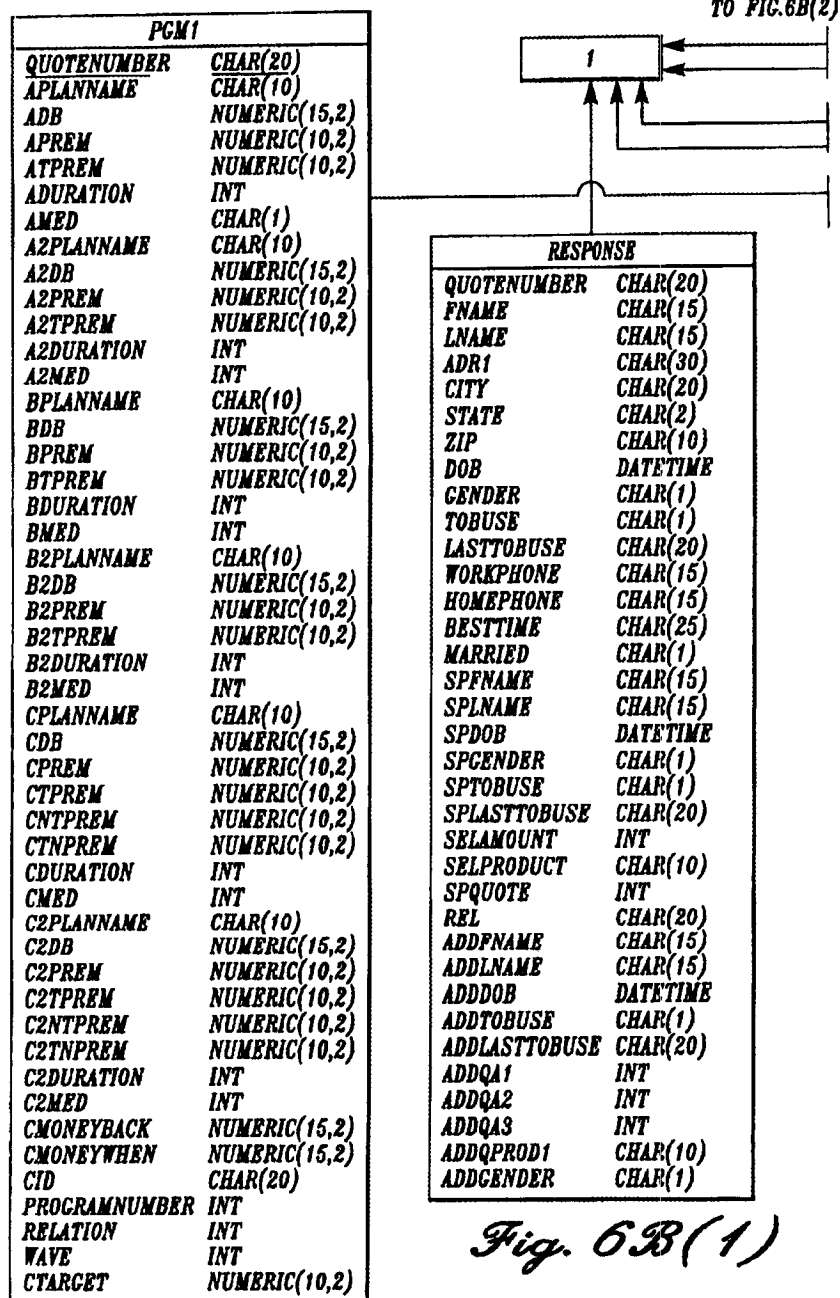 TO FIG.6B(2)
PGM1
QUOTENUMBER CHAR(20)
APLANNAME CHAR(10)
ADB NUMERIC(15,2)
APREM NUMERIC(10,2)
ATPREM NUMERIC(10,2)
ADURATION INT
AMED CHAR(1)
A2PLANNAME CHAR(10)
A2DB NUMERIC(15,2)
A2PREM NUMERIC(10,2)
A2TPREM NUMERIC(10,2)
A2DURATION INT
A2MED INT
BPLANNAME CHAR(10)
BDB NUMERIC(15,2)
BPREM NUMERIC(10,2)
BTPREM NUMERIC(10,2)
BDURATION INT
BMED INT
B2PLANNAME CHAR(10)
B2DB NUMERIC(15,2)
B2PREM NUMERIC(10,2)
B2TPREM NUMERIC(10,2)
B2DURATION INT
B2MED INT
CPLANNAME CHAR(10)
CDB NUMERIC(15,2)
CPREM NUMERIC(10,2)
CTPREM NUMERIC(10,2)
CNTPREM NUMERIC(10,2)
CTNPREM NUMERIC(10,2)
CDURATION INT
CMED INT
C2PLANNAME CHAR(10)
C2DB NUMERIC(15,2)
C2PREM NUMERIC(10,2)
C2TPREM NUMERIC(10,2)
C2NTPREM NUMERIC(10,2)
C2TNPREM NUMERIC(10,2)
C2DURATION INT
C2MED INT
CMONEYBACK NUMERIC(15,2)
CMONEYWHEN NUMERIC(15,2)
CID CHAR(20)
PROGRAMNUMBER INT
RELATION INT
WAVE INT
CTARGET NUMERIC(10,2)
1
RESPONSE
QUOTENUMBER CHAR(20)
FNAME CHAR(15)
LNAME CHAR(15)
ADR1 CHAR(30)
CITY CHAR(20)
STATE CHAR(2)
ZIP CHAR(10)
DOB DATETIME
GENDER CHAR(1)
TOBUSE CHAR(1)
LASTTOBUSE CHAR(20)
WORKPHONE CHAR(15)
HOMEPHONE CHAR(15)
BESTTIME CHAR(25)
MARRIED CHAR(1)
SPFNAME CHAR(15)
SPLNAME CHAR(15)
SPDOB DATETIME
SPGENDER CHAR(1)
SPTOBUSE CHAR(1)
SPLASTTOBUSE CHAR(20)
SELAMOUNT INT
SELPRODUCT CHAR(10)
SPQUOTE INT
REL CHAR(20)
ADDFNAME CHAR(15)
ADDLNAME CHAR(15)
ADDDOB DATETIME
ADDTOBUSE CHAR(1)
ADDLASTTOBUSE CHAR(20)
ADDQA1 INT
ADDQA2 INT
ADDQA3 INT
ADDQPROD1 CHAR(10)
ADDGENDER CHAR(1)
Fig. 6B(1)